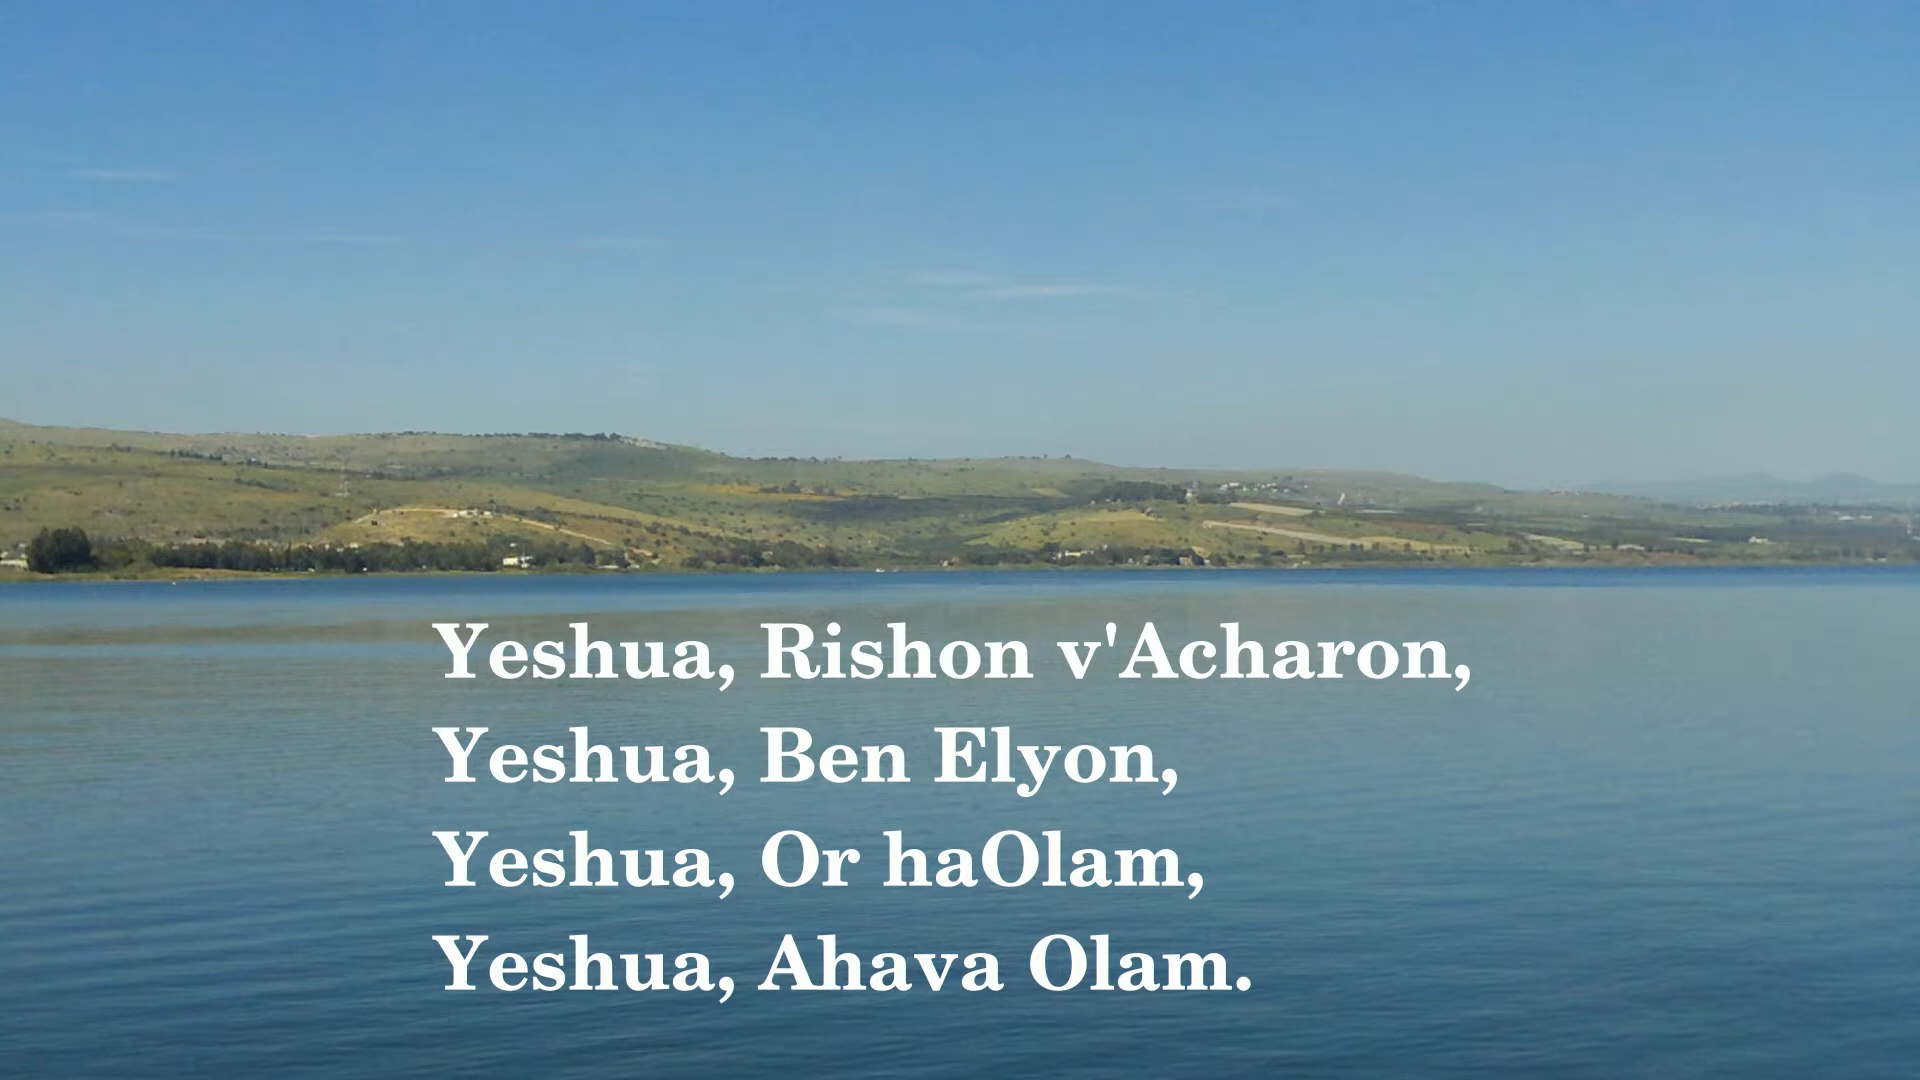 Yeshua, Rishon v'Acharon,
Yeshua, Ben Elyon,
Yeshua, Or haOlam,
Yeshua, Ahava Olam.